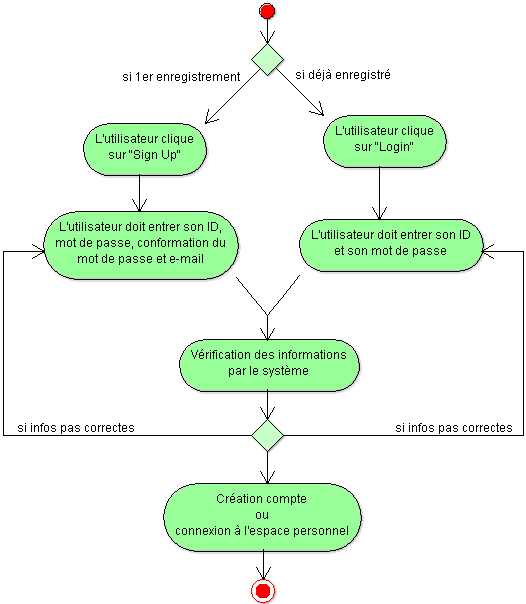 si 1er enregistrement
si déjà enregistré
L'utilisateur clique
sur "Sign Up"
L'utilisateur clique
sur "Login"
L'utilisateur doit entrer son ID,
mot de passe, conformation du
mot de passe et e-mail
L'utilisateur doit entrer son ID
et son mot de passe
Vérification des informations
par le système
si infos pas correctes
si infos pas correctes
Création compte
ou
connexion à l'espace personnel